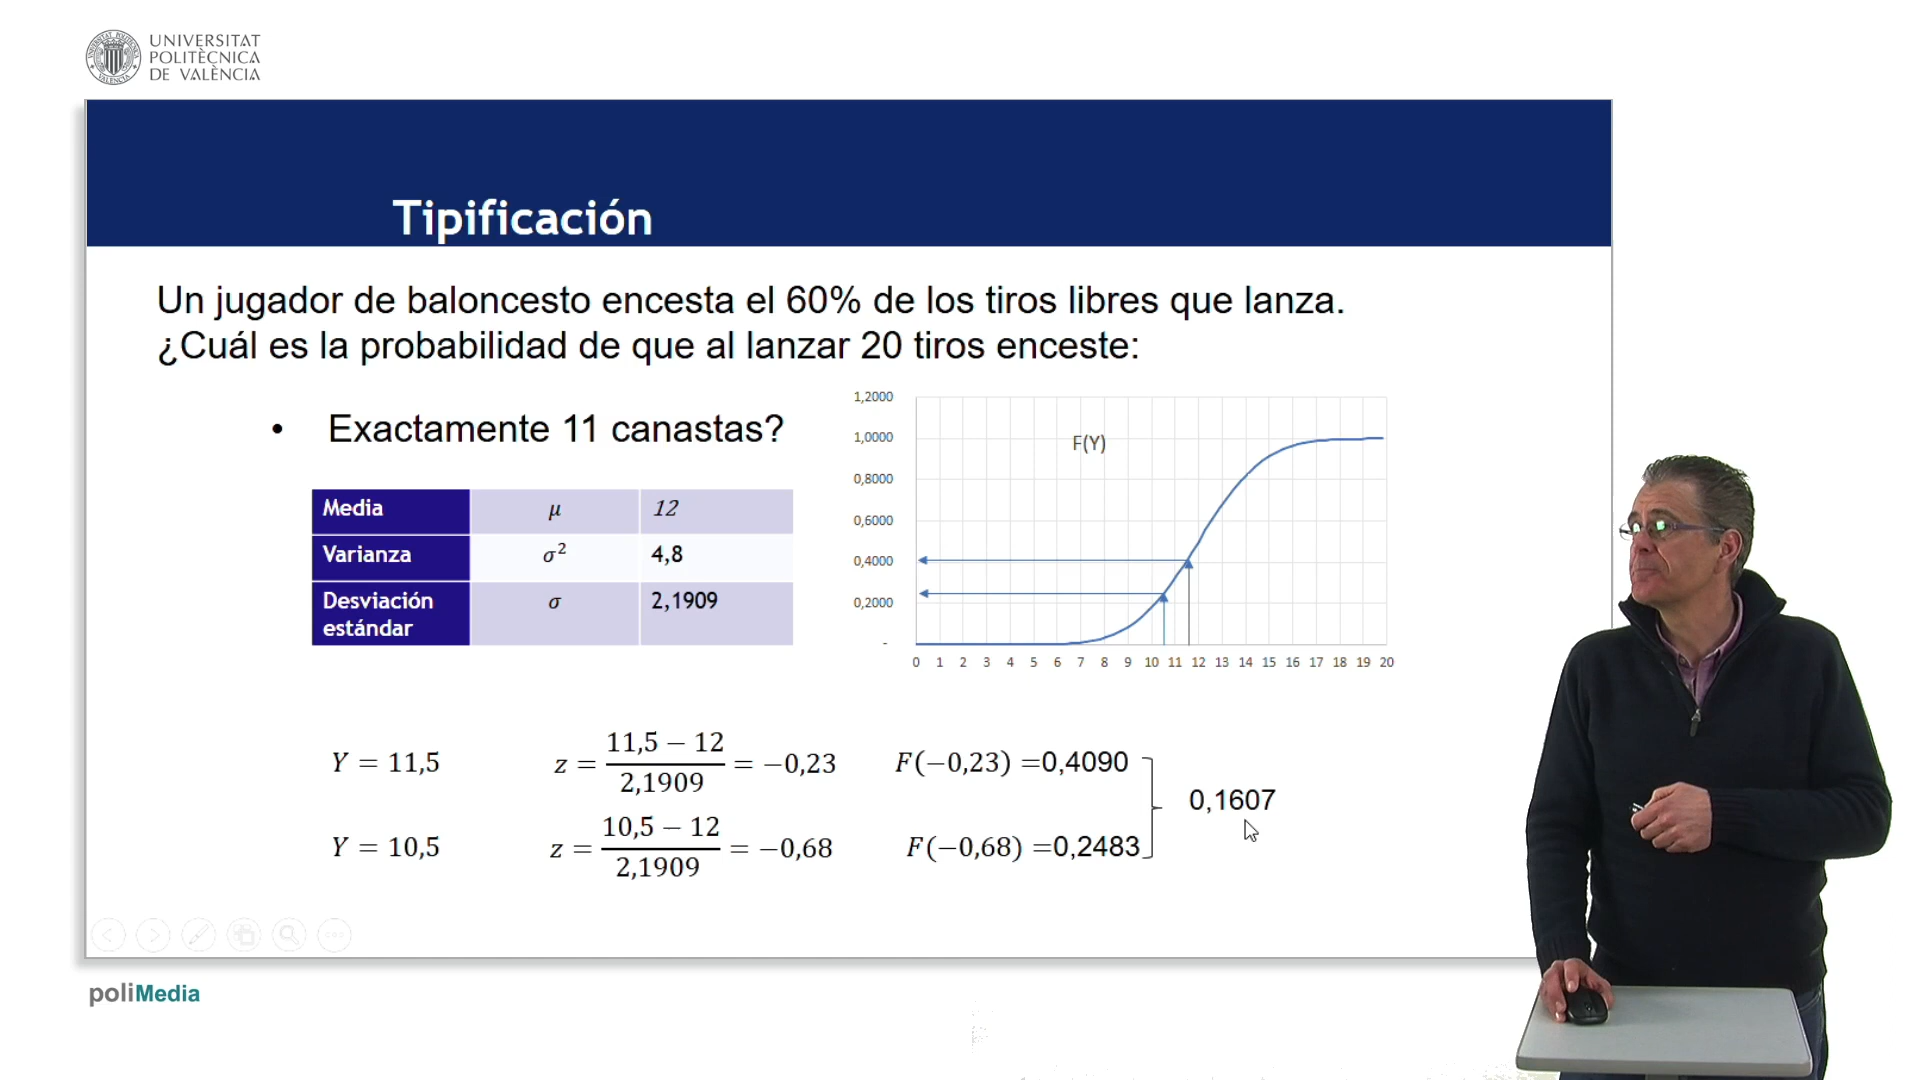 UNIVERSITAT
POLITÈCNICA
DE VALÈNCIA
Tipificación
Un jugador de baloncesto encesta el 60% de los tiros libres que lanza.
¿Cuál es la probabilidad de que al lanzar 20 tiros enceste:
• Exactamente 11 canastas?
Media μ 12
Varianza σ² 4,8
Desviación estándar σ 2,1909
F(Y)
1,2000
1,0000
0,8000
0,6000
0,4000
0,2000
-
0 1 2 3 4 5 6 7 8 9 10 11 12 13 14 15 16 17 18 19 20
Y = 11,5 z = (11,5 − 12)/2,1909 = −0,23 F(−0,23) =0,4090
0,1607
Y = 10,5 z = (10,5 − 12)/2,1909 = −0,68 F(−0,68) =0,2483
poliMedia